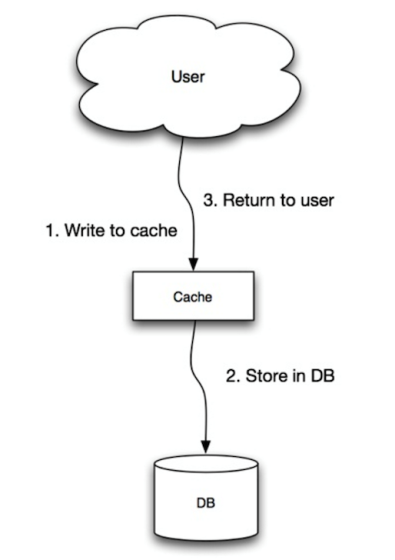 User
3. Return to user
1. Write to cache
Cache
2. Store in DB
DB